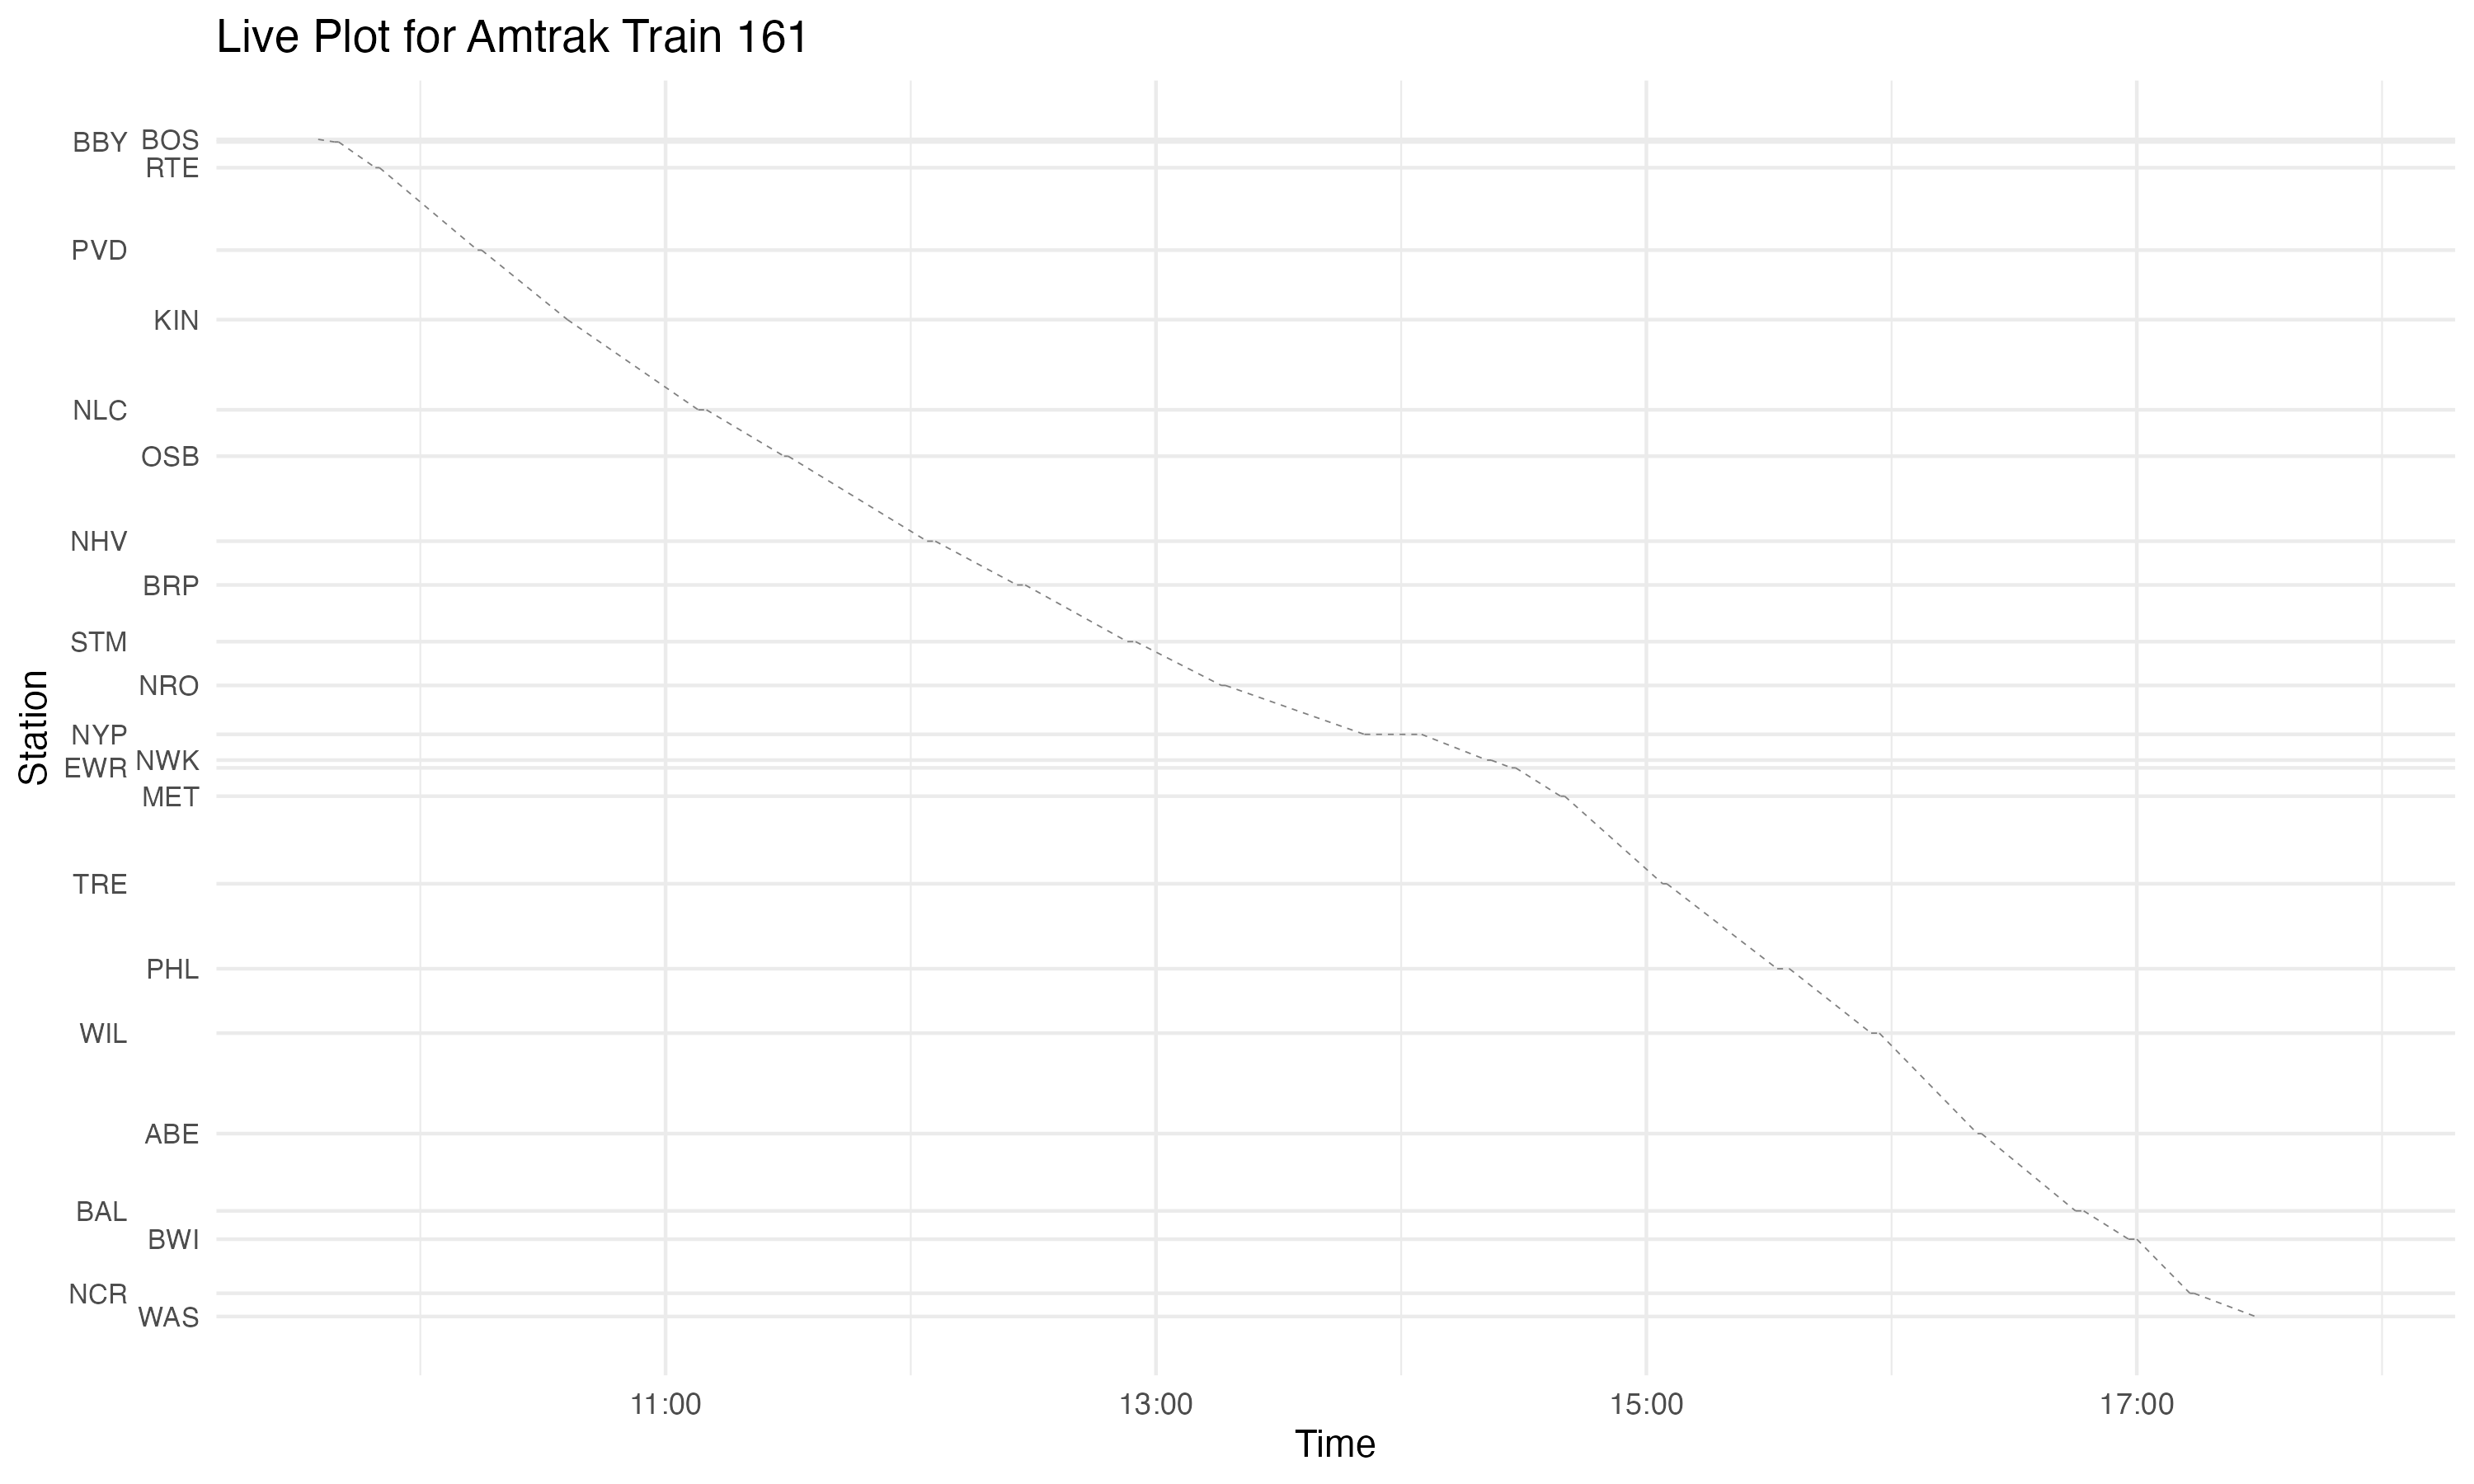 Live Plot for Amtrak Train 161
BBY BOS
RTE
PVD
KIN
NLC
OSB
NHV
BRP
STM
NRO
NYP
NWK
EWR
MET
TRE
PHL
WIL
ABE
BAL
BWI
NCR
WAS
Station
11:00 13:00 15:00 17:00
Time